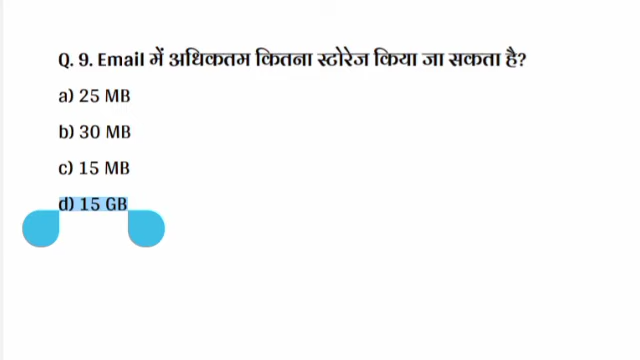 Q. 9. Email में अधिकतम कितना स्टोरेज किया जा सकता है?
a) 25 MB
b) 30 MB
c) 15 MB
d) 15 GB